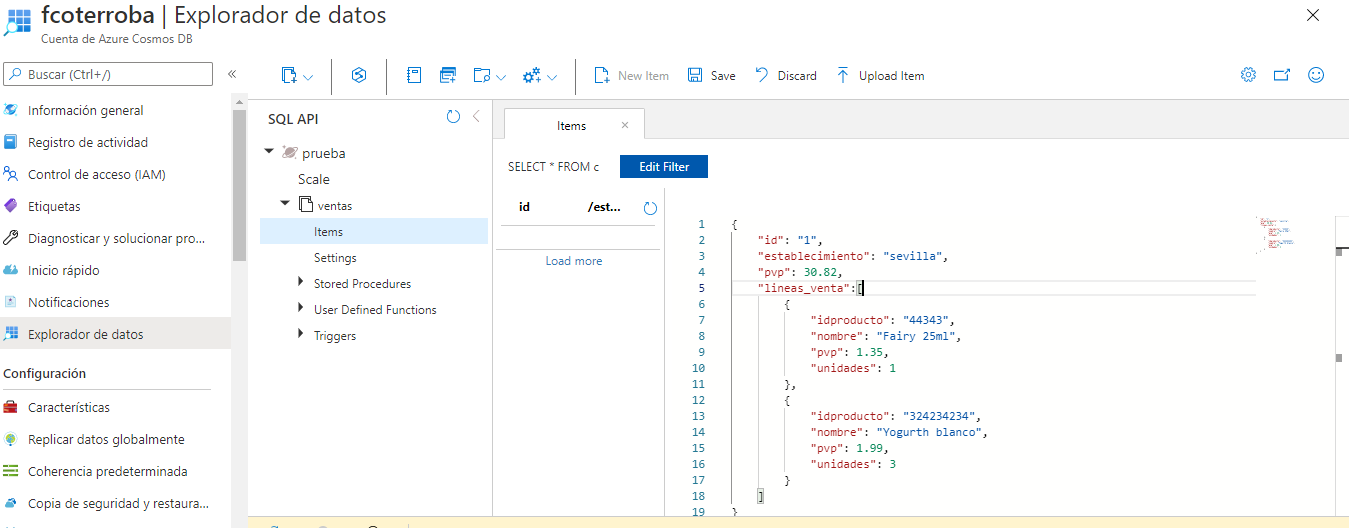 fcoterroba | Explorador de datos
Cuenta de Azure Cosmos DB
Buscar (Ctrl+/)
«
New Item
Save
Discard
Upload Item
Información general
Registro de actividad
Control de acceso (IAM)
Etiquetas
Diagnosticar y solucionar pro...
Inicio rápido
Notificaciones
Explorador de datos
Configuración
Características
Replicar datos globalmente
Coherencia predeterminada
Copia de seguridad y restaura...
SQL API
prueba
Scale
ventas
Items
Settings
Stored Procedures
User Defined Functions
Triggers
Items
SELECT * FROM c
Edit Filter
id /est...
Load more
1 {
2 "id": "1",
3 "establecimiento": "sevilla",
4 "pvp": 30.82,
5 "lineas_venta":[
6 {
7 "idproducto": "44343",
8 "nombre": "Fairy 25ml",
9 "pvp": 1.35,
10 "unidades": 1
11 },
12 {
13 "idproducto": "324234234",
14 "nombre": "Yogurth blanco",
15 "pvp": 1.99,
16 "unidades": 3
17 }
18 ]
19 }